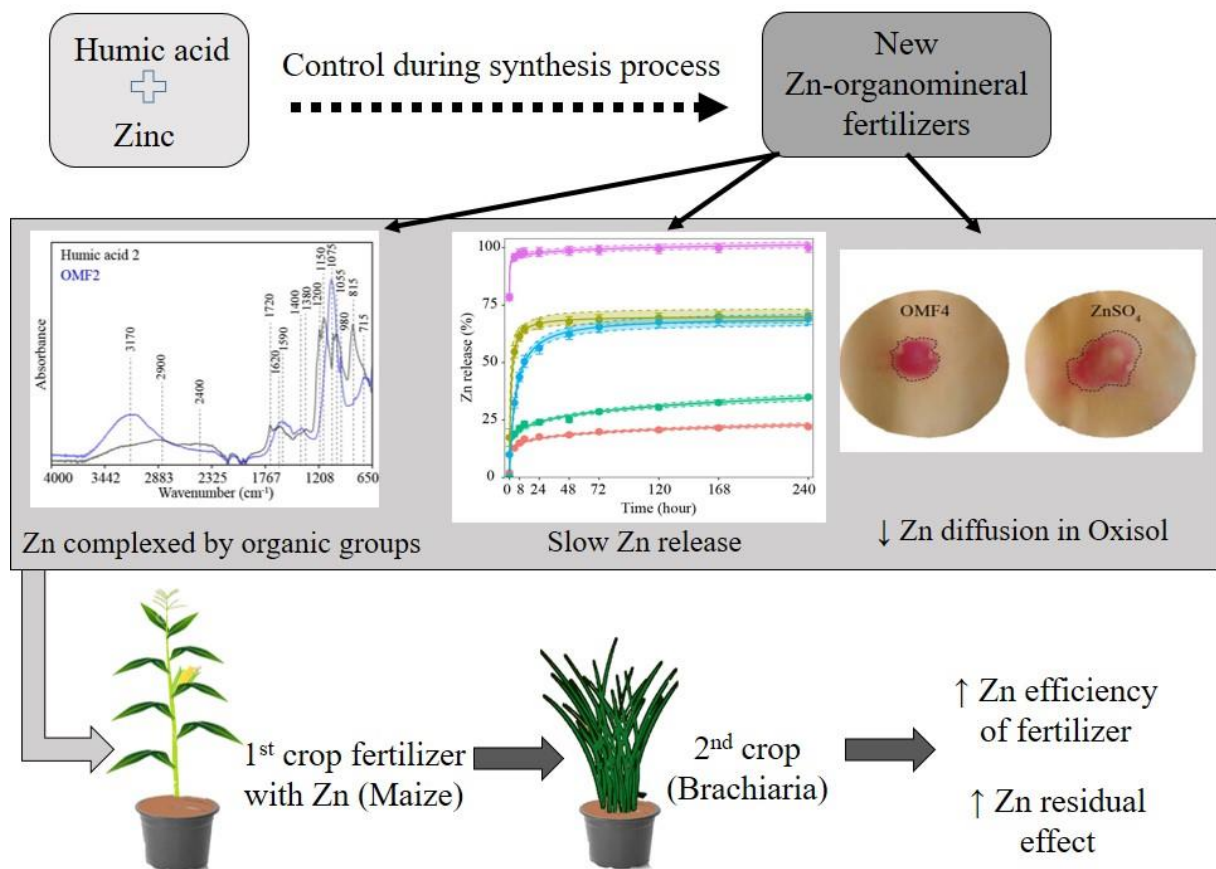 Humic acid
Zinc
Control during synthesis process
New
Zn-organomineral
fertilizers
Humic acid 2
OMF2
Absorbance
3170
2900
2400
1720
1620
1590
1400
1380
1200
1150
1075
1055
980
815
715
4000 3442 2883 2325 1767 1208 650
Wavenumber (cm⁻¹)
Zn complexed by organic groups
Zn release (%)
100
75
50
25
0
0 8 24 48 72 120 168 240
Time (hour)
Slow Zn release
OMF4
ZnSO₄
↓ Zn diffusion in Oxisol
1st crop fertilizer
with Zn (Maize)
2nd crop
(Brachiaria)
↑ Zn efficiency
of fertilizer
↑ Zn residual
effect